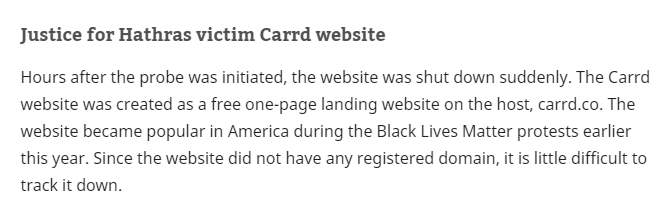 Justice for Hathras victim Carrd website
Hours after the probe was initiated, the website was shut down suddenly. The Carrd
website was created as a free one-page landing website on the host, carrd.co. The
website became popular in America during the Black Lives Matter protests earlier
this year. Since the website did not have any registered domain, it is little difficult to
track it down.